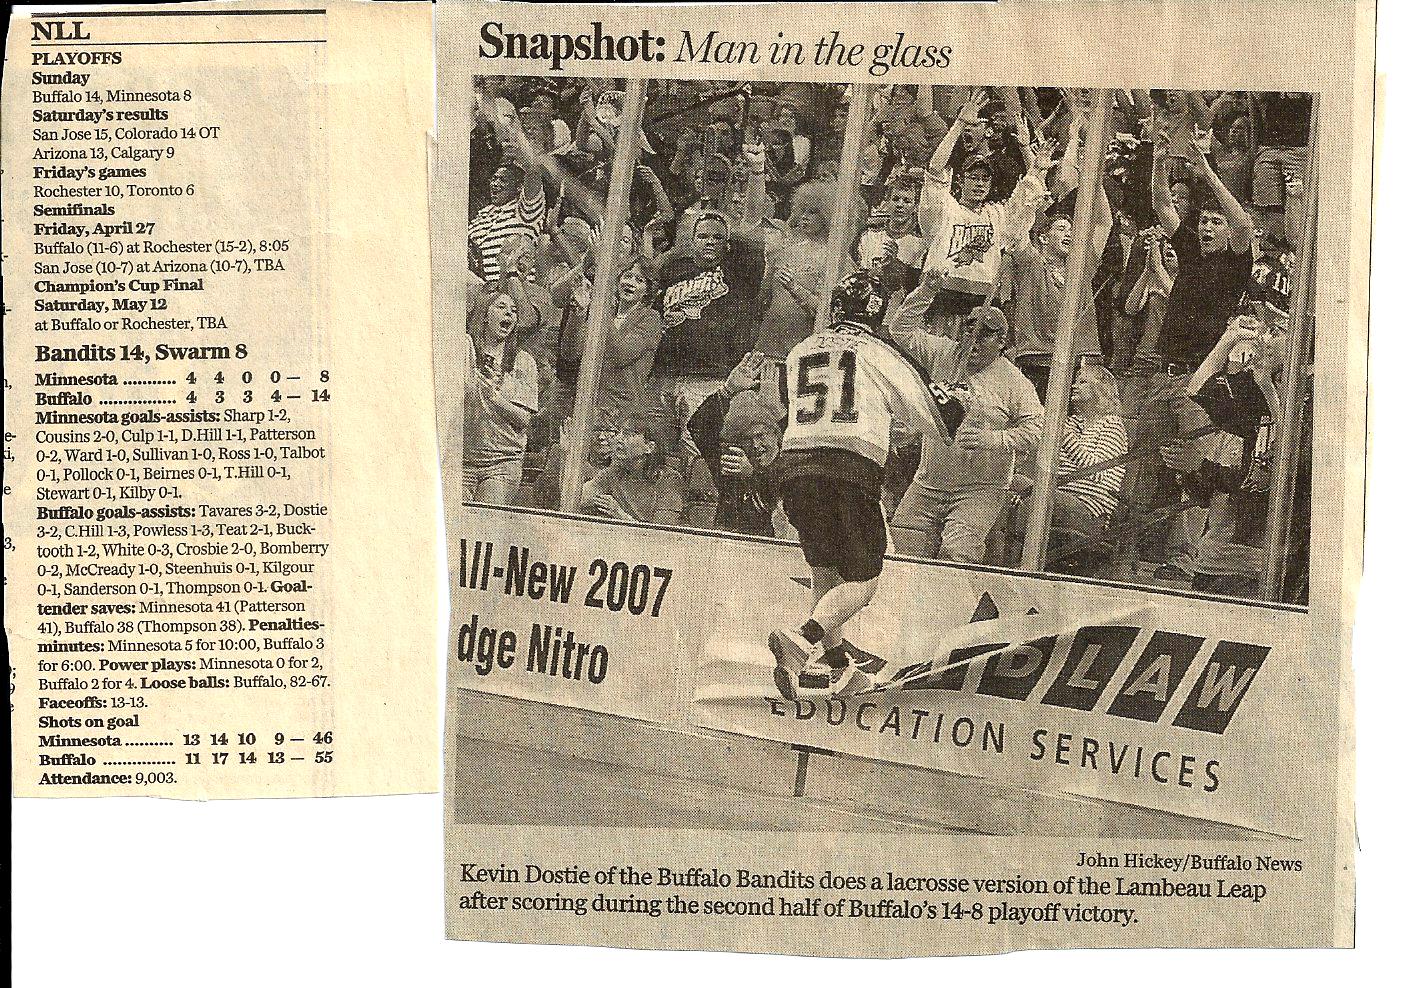 NLL
PLAYOFFS
Sunday
Buffalo 14, Minnesota 8
Saturday's results
San Jose 15, Colorado 14 OT
Arizona 13, Calgary 9
Friday's games
Rochester 10, Toronto 6
Semifinals
Friday, April 27
Buffalo (11-6) at Rochester (15-2), 8:05
San Jose (10-7) at Arizona (10-7), TBA
Champion's Cup Final
Saturday, May 12
at Buffalo or Rochester, TBA
Bandits 14, Swarm 8
Minnesota ........... 4 4 0 0 — 8
Buffalo ................ 4 3 3 4 — 14
Minnesota goals-assists: Sharp 1-2,
Cousins 2-0, Culp 1-1, D.Hill 1-1, Patterson
0-2, Ward 1-0, Sullivan 1-0, Ross 1-0, Talbot
0-1, Pollock 0-1, Beirnes 0-1, T.Hill 0-1,
Stewart 0-1, Kilby 0-1.
Buffalo goals-assists: Tavares 3-2, Dostie
3-2, C.Hill 1-3, Powless 1-3, Teat 2-1, Buck-
tooth 1-2, White 0-3, Crosbie 2-0, Bomberry
0-2, McCready 1-0, Steenhuis 0-1, Kilgour
0-1, Sanderson 0-1, Thompson 0-1. Goal-
tender saves: Minnesota 41 (Patterson
41), Buffalo 38 (Thompson 38). Penalties-
minutes: Minnesota 5 for 10:00, Buffalo 3
for 6:00. Power plays: Minnesota 0 for 2,
Buffalo 2 for 4. Loose balls: Buffalo, 82-67.
Faceoffs: 13-13.
Shots on goal
Minnesota .......... 13 14 10 9 — 46
Buffalo ............... 11 17 14 13 — 55
Attendance: 9,003.
Snapshot: Man in the glass
51
11
ll-New 2007
dge Nitro
DLAW
EDUCATION SERVICES
John Hickey/Buffalo News
Kevin Dostie of the Buffalo Bandits does a lacrosse version of the Lambeau Leap
after scoring during the second half of Buffalo's 14-8 playoff victory.